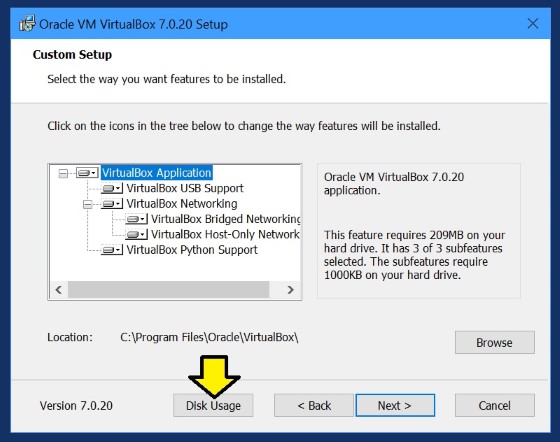 Oracle VM VirtualBox 7.0.20 Setup
Custom Setup
Select the way you want features to be installed.
Click on the icons in the tree below to change the way features will be installed.
VirtualBox Application
VirtualBox USB Support
VirtualBox Networking
VirtualBox Bridged Networking
VirtualBox Host-Only Network
VirtualBox Python Support
Oracle VM VirtualBox 7.0.20
application.
This feature requires 209MB on your
hard drive. It has 3 of 3 subfeatures
selected. The subfeatures require
1000KB on your hard drive.
Location:
C:\Program Files\Oracle\VirtualBox\
Browse
Version 7.0.20
Disk Usage
< Back
Next >
Cancel